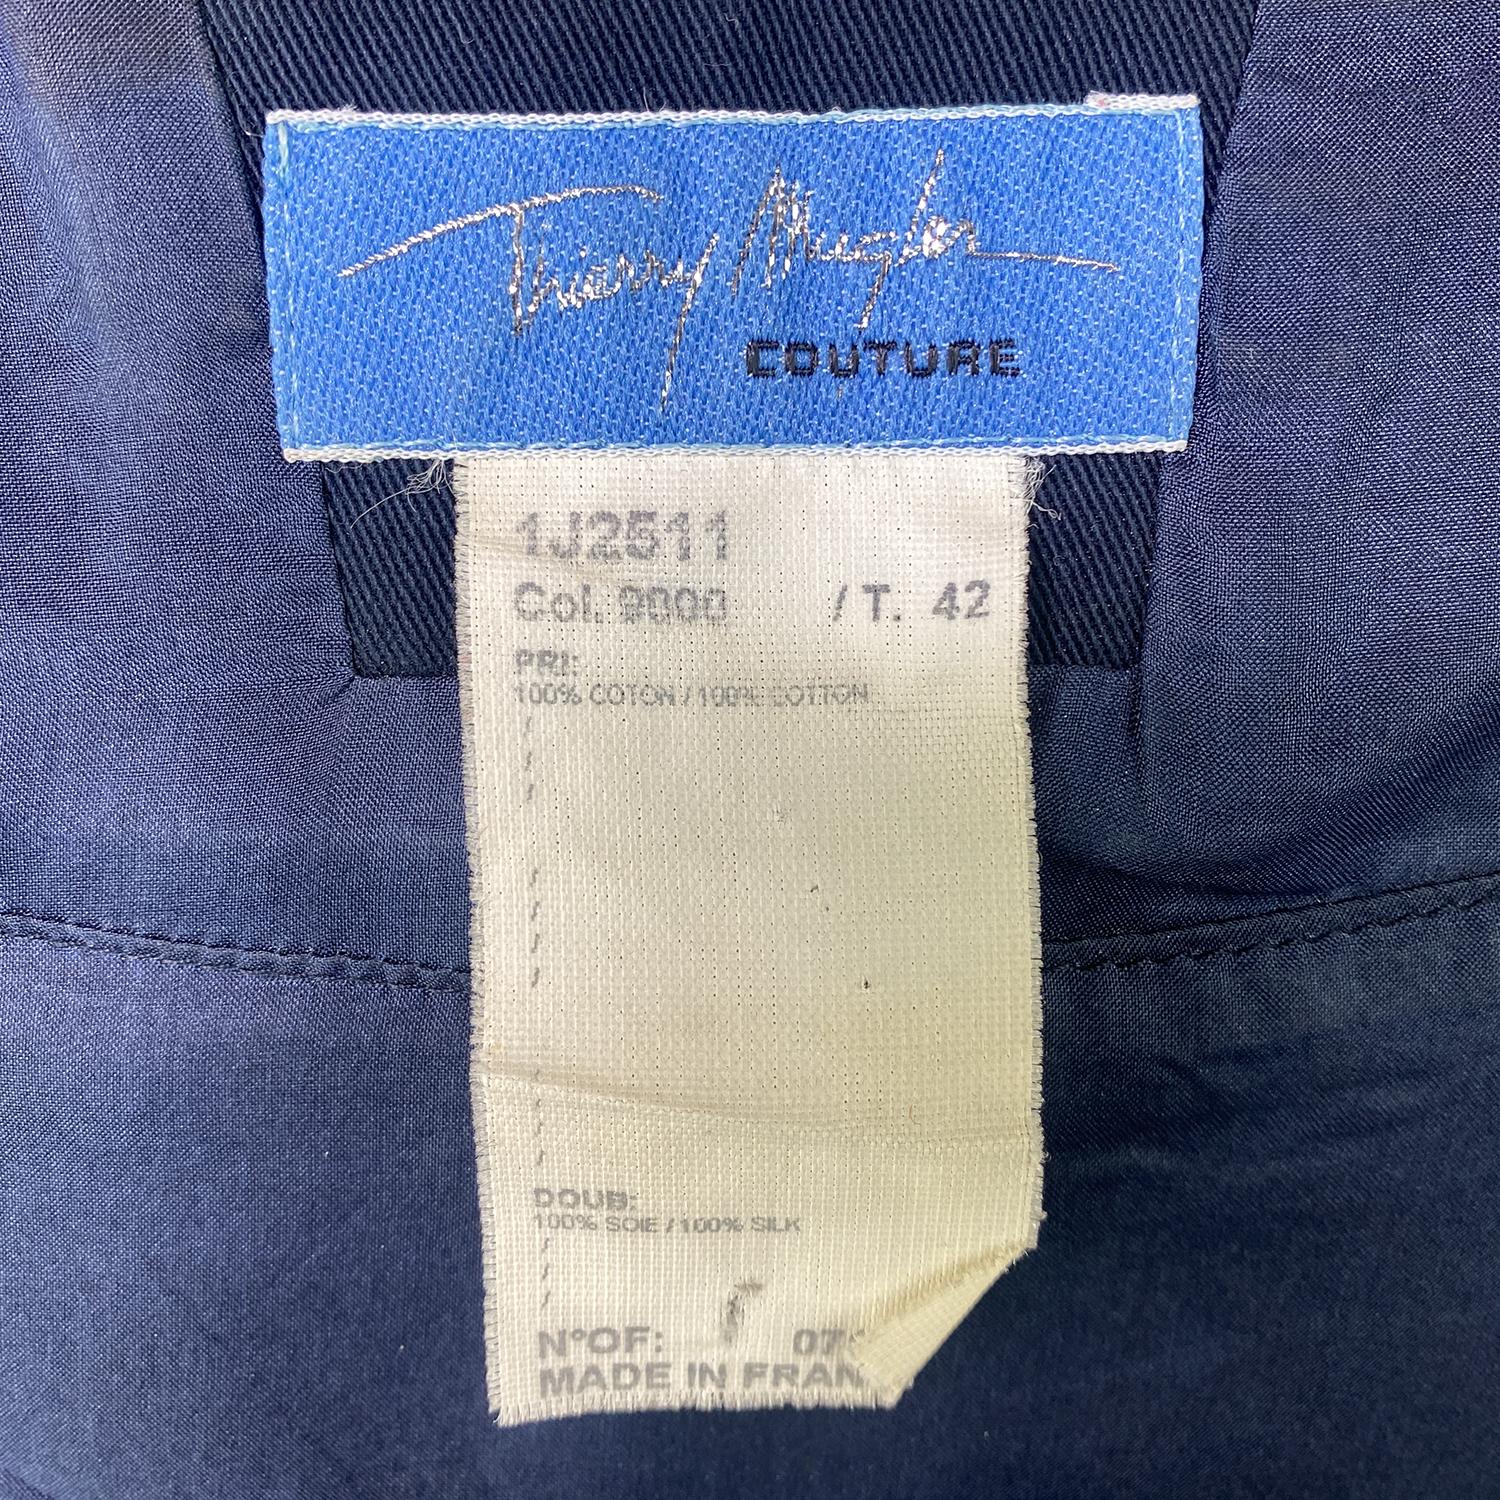 Thierry Mugler
COUTURE
1J2511
Col. 9000 / T. 42
PRI:
100% COTON / 100% COTTON
DOUB:
100% SOIE / 100% SILK
N°OF: 07
MADE IN FRAN